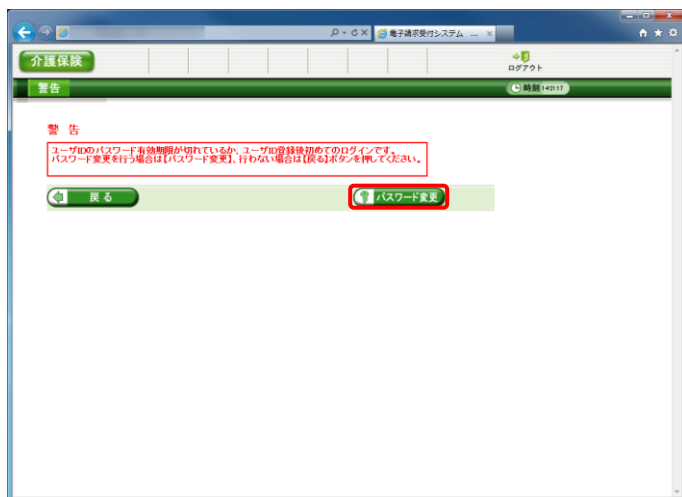 電子請求受付システム ...
介護保険
ログアウト
警告
時刻 14:21:17
警 告
ユーザIDのパスワード有効期限が切れているか、ユーザID登録後初めてのログインです。
パスワード変更を行う場合は【パスワード変更】、行わない場合は【戻る】ボタンを押してください。
戻る
パスワード変更